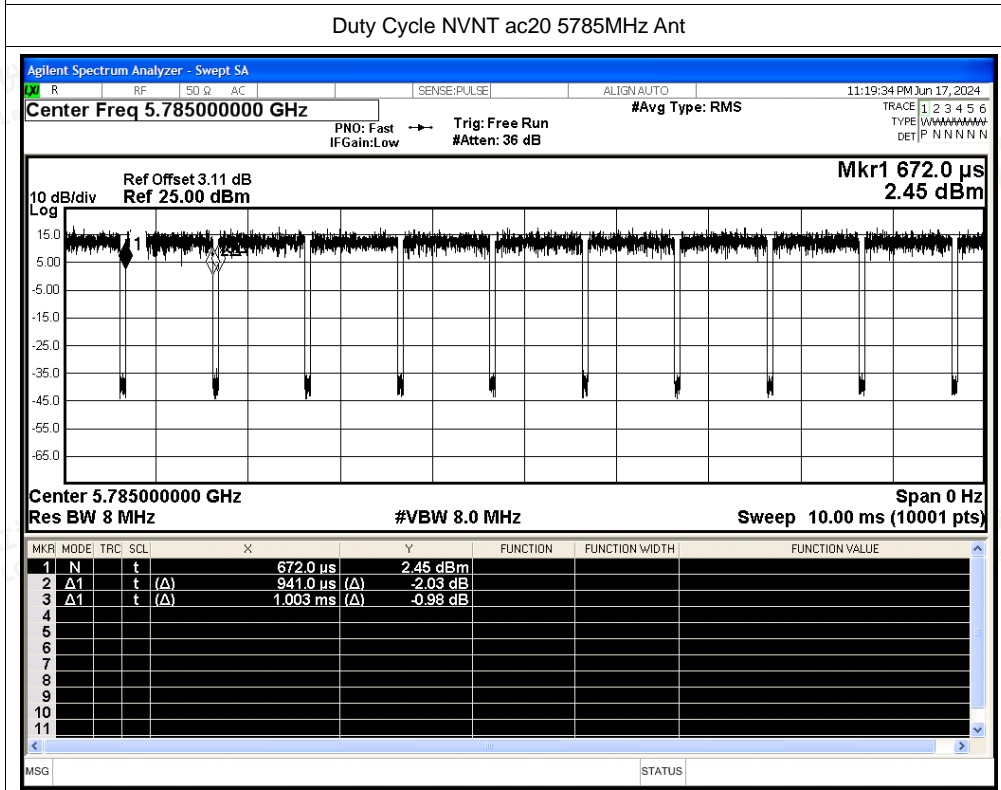 Duty Cycle NVNT ac20 5785MHz Ant
Agilent Spectrum Analyzer - Swept SA
LXI R RF 50 Ω AC SENSE:PULSE ALIGN AUTO 11:19:34 PM Jun 17, 2024
Center Freq 5.785000000 GHz #Avg Type: RMS TRACE 1 2 3 4 5 6
PNO: Fast Trig: Free Run TYPE
IFGain:Low #Atten: 36 dB DET P N N N N N
Mkr1 672.0 µs
Ref Offset 3.11 dB
10 dB/div Ref 25.00 dBm 2.45 dBm
Log
15.0
1
5.00
-5.00
-15.0
-25.0
-35.0
-45.0
-55.0
-65.0
Center 5.785000000 GHz Span 0 Hz
Res BW 8 MHz #VBW 8.0 MHz Sweep 10.00 ms (10001 pts)
MKR MODE TRC SCL X Y FUNCTION FUNCTION WIDTH FUNCTION VALUE
1 N t 672.0 µs 2.45 dBm
2 Δ1 t (Δ) 941.0 µs (Δ) -2.03 dB
3 Δ1 t (Δ) 1.003 ms (Δ) -0.98 dB
4
5
6
7
8
9
10
11
MSG STATUS